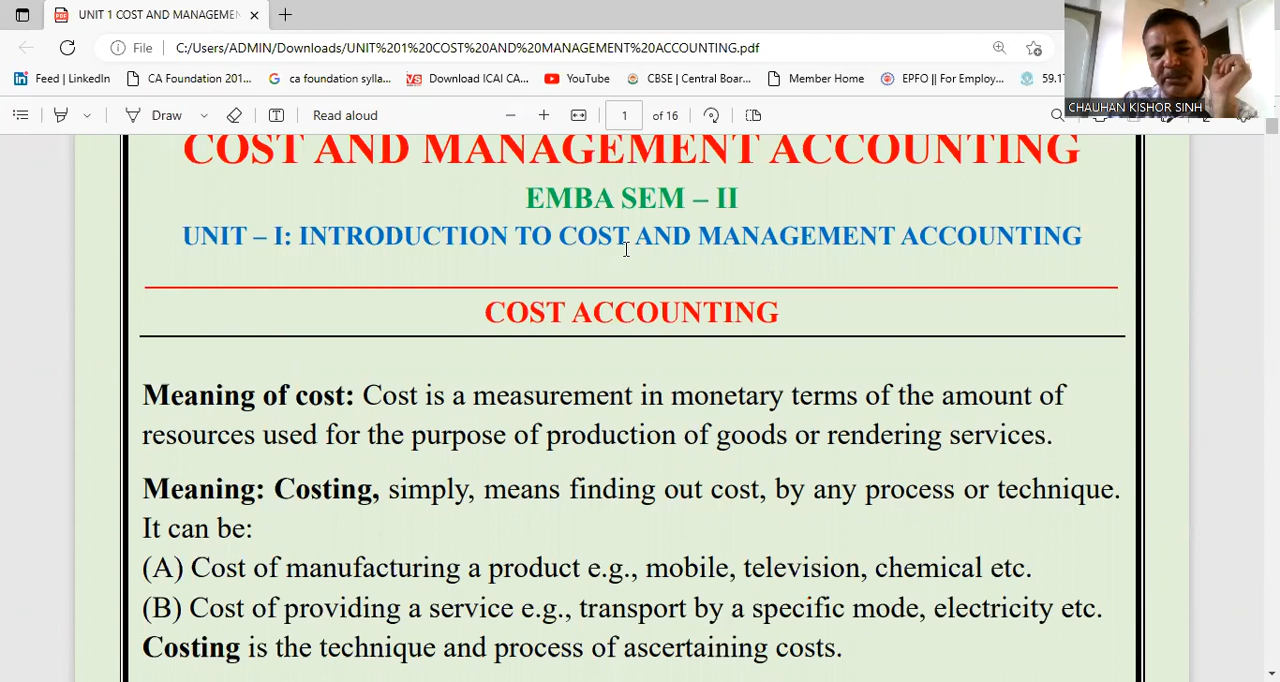 UNIT 1 COST AND MANAGEMEN
File C:/Users/ADMIN/Downloads/UNIT%201%20COST%20AND%20MANAGEMENT%20ACCOUNTING.pdf
Feed | LinkedIn CA Foundation 201... ca foundation sylla... Download ICAI CA... YouTube CBSE | Central Boar... Member Home EPFO || For Employ... 59.1
CHAUHAN KISHOR SINH
Draw Read aloud 1 of 16
COST AND MANAGEMENT ACCOUNTING
EMBA SEM – II
UNIT – I: INTRODUCTION TO COST AND MANAGEMENT ACCOUNTING
COST ACCOUNTING
Meaning of cost: Cost is a measurement in monetary terms of the amount of
resources used for the purpose of production of goods or rendering services.
Meaning: Costing, simply, means finding out cost, by any process or technique.
It can be:
(A) Cost of manufacturing a product e.g., mobile, television, chemical etc.
(B) Cost of providing a service e.g., transport by a specific mode, electricity etc.
Costing is the technique and process of ascertaining costs.